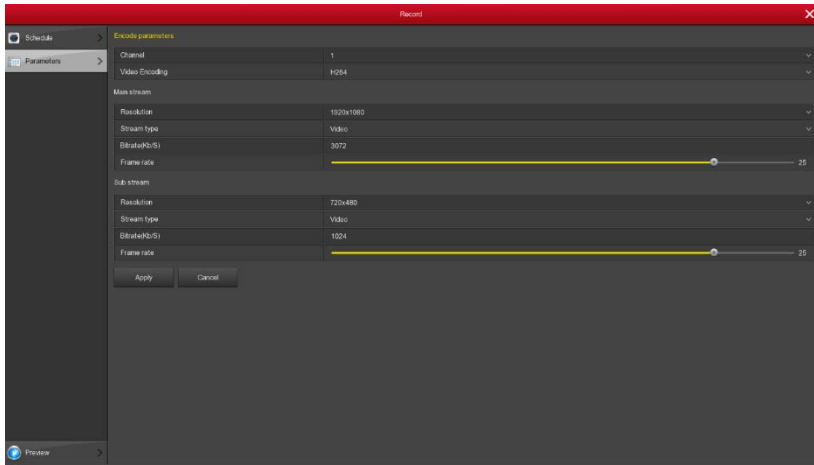 Record
Schedule
Parameters
Preview
Encode parameters
Channel 1
Video Encoding H264
Main stream
Resolution 1920x1080
Stream type Video
Bitrate(Kb/S) 3072
Frame rate 25
Sub stream
Resolution 720x480
Stream type Video
Bitrate(Kb/S) 1024
Frame rate 25
Apply Cancel